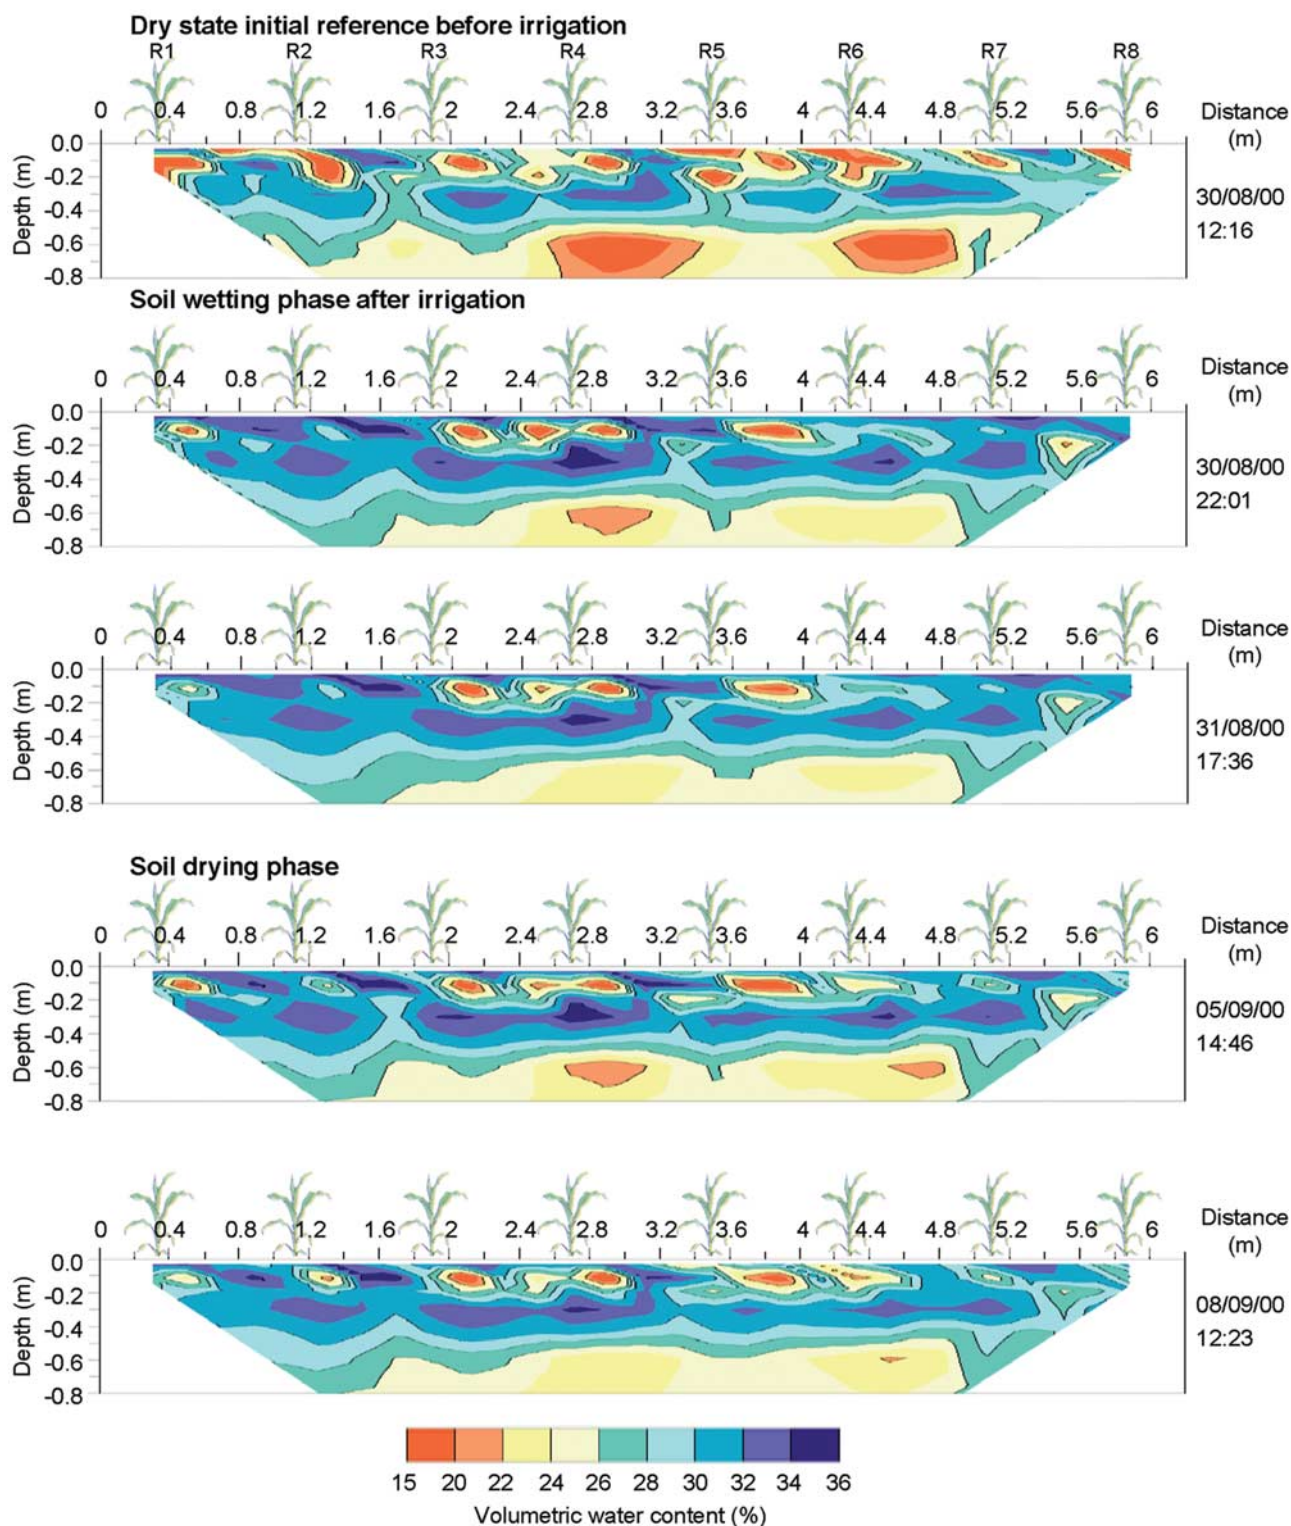 Dry state initial reference before irrigation
R1 R2 R3 R4 R5 R6 R7 R8
0 0.4 0.8 1.2 1.6 2 2.4 2.8 3.2 3.6 4 4.4 4.8 5.2 5.6 6 Distance
(m)
0.0
-0.2
-0.4
-0.6
-0.8
Depth (m)
30/08/00
12:16
Soil wetting phase after irrigation
0 0.4 0.8 1.2 1.6 2 2.4 2.8 3.2 3.6 4 4.4 4.8 5.2 5.6 6 Distance
(m)
0.0
-0.2
-0.4
-0.6
-0.8
Depth (m)
30/08/00
22:01
0 0.4 0.8 1.2 1.6 2 2.4 2.8 3.2 3.6 4 4.4 4.8 5.2 5.6 6 Distance
(m)
0.0
-0.2
-0.4
-0.6
-0.8
Depth (m)
31/08/00
17:36
Soil drying phase
0 0.4 0.8 1.2 1.6 2 2.4 2.8 3.2 3.6 4 4.4 4.8 5.2 5.6 6 Distance
(m)
0.0
-0.2
-0.4
-0.6
-0.8
Depth (m)
05/09/00
14:46
0 0.4 0.8 1.2 1.6 2 2.4 2.8 3.2 3.6 4 4.4 4.8 5.2 5.6 6 Distance
(m)
0.0
-0.2
-0.4
-0.6
-0.8
Depth (m)
08/09/00
12:23
15 20 22 24 26 28 30 32 34 36
Volumetric water content (%)